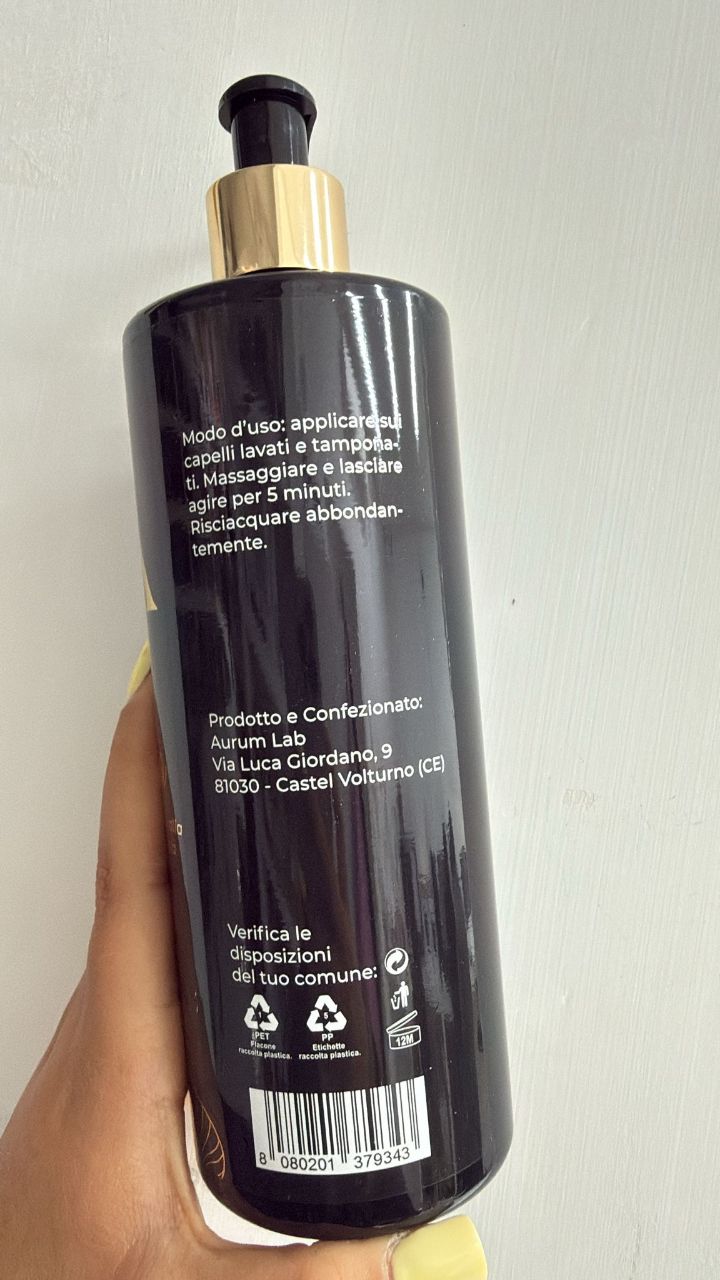 Modo d'uso: applicare sui
capelli lavati e tampona-
ti. Massaggiare e lasciare
agire per 5 minuti.
Risciacquare abbondan-
temente.
Prodotto e Confezionato:
Aurum Lab
Via Luca Giordano, 9
81030 - Castel Volturno (CE)
Verifica le
disposizioni
del tuo comune:
1
PET
Flacone
raccolta plastica.
5
PP
Etichette
raccolta plastica.
12M
8 080201 379343